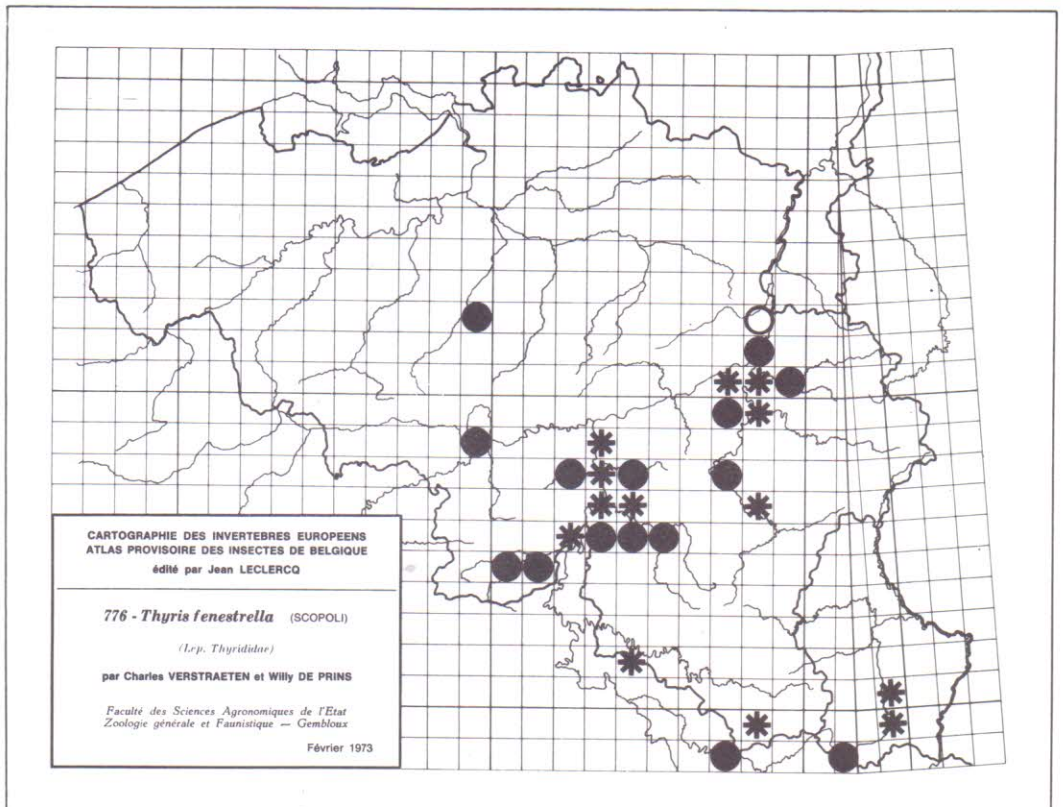 CARTOGRAPHIE DES INVERTEBRES EUROPEENS
ATLAS PROVISOIRE DES INSECTES DE BELGIQUE
édité par Jean LECLERCQ
776 - Thyris fenestrella (SCOPOLI)
(Lep. Thyrididae)
par Charles VERSTRAETEN et Willy DE PRINS
Faculté des Sciences Agronomiques de l'Etat
Zoologie générale et Faunistique — Gembloux
Février 1973